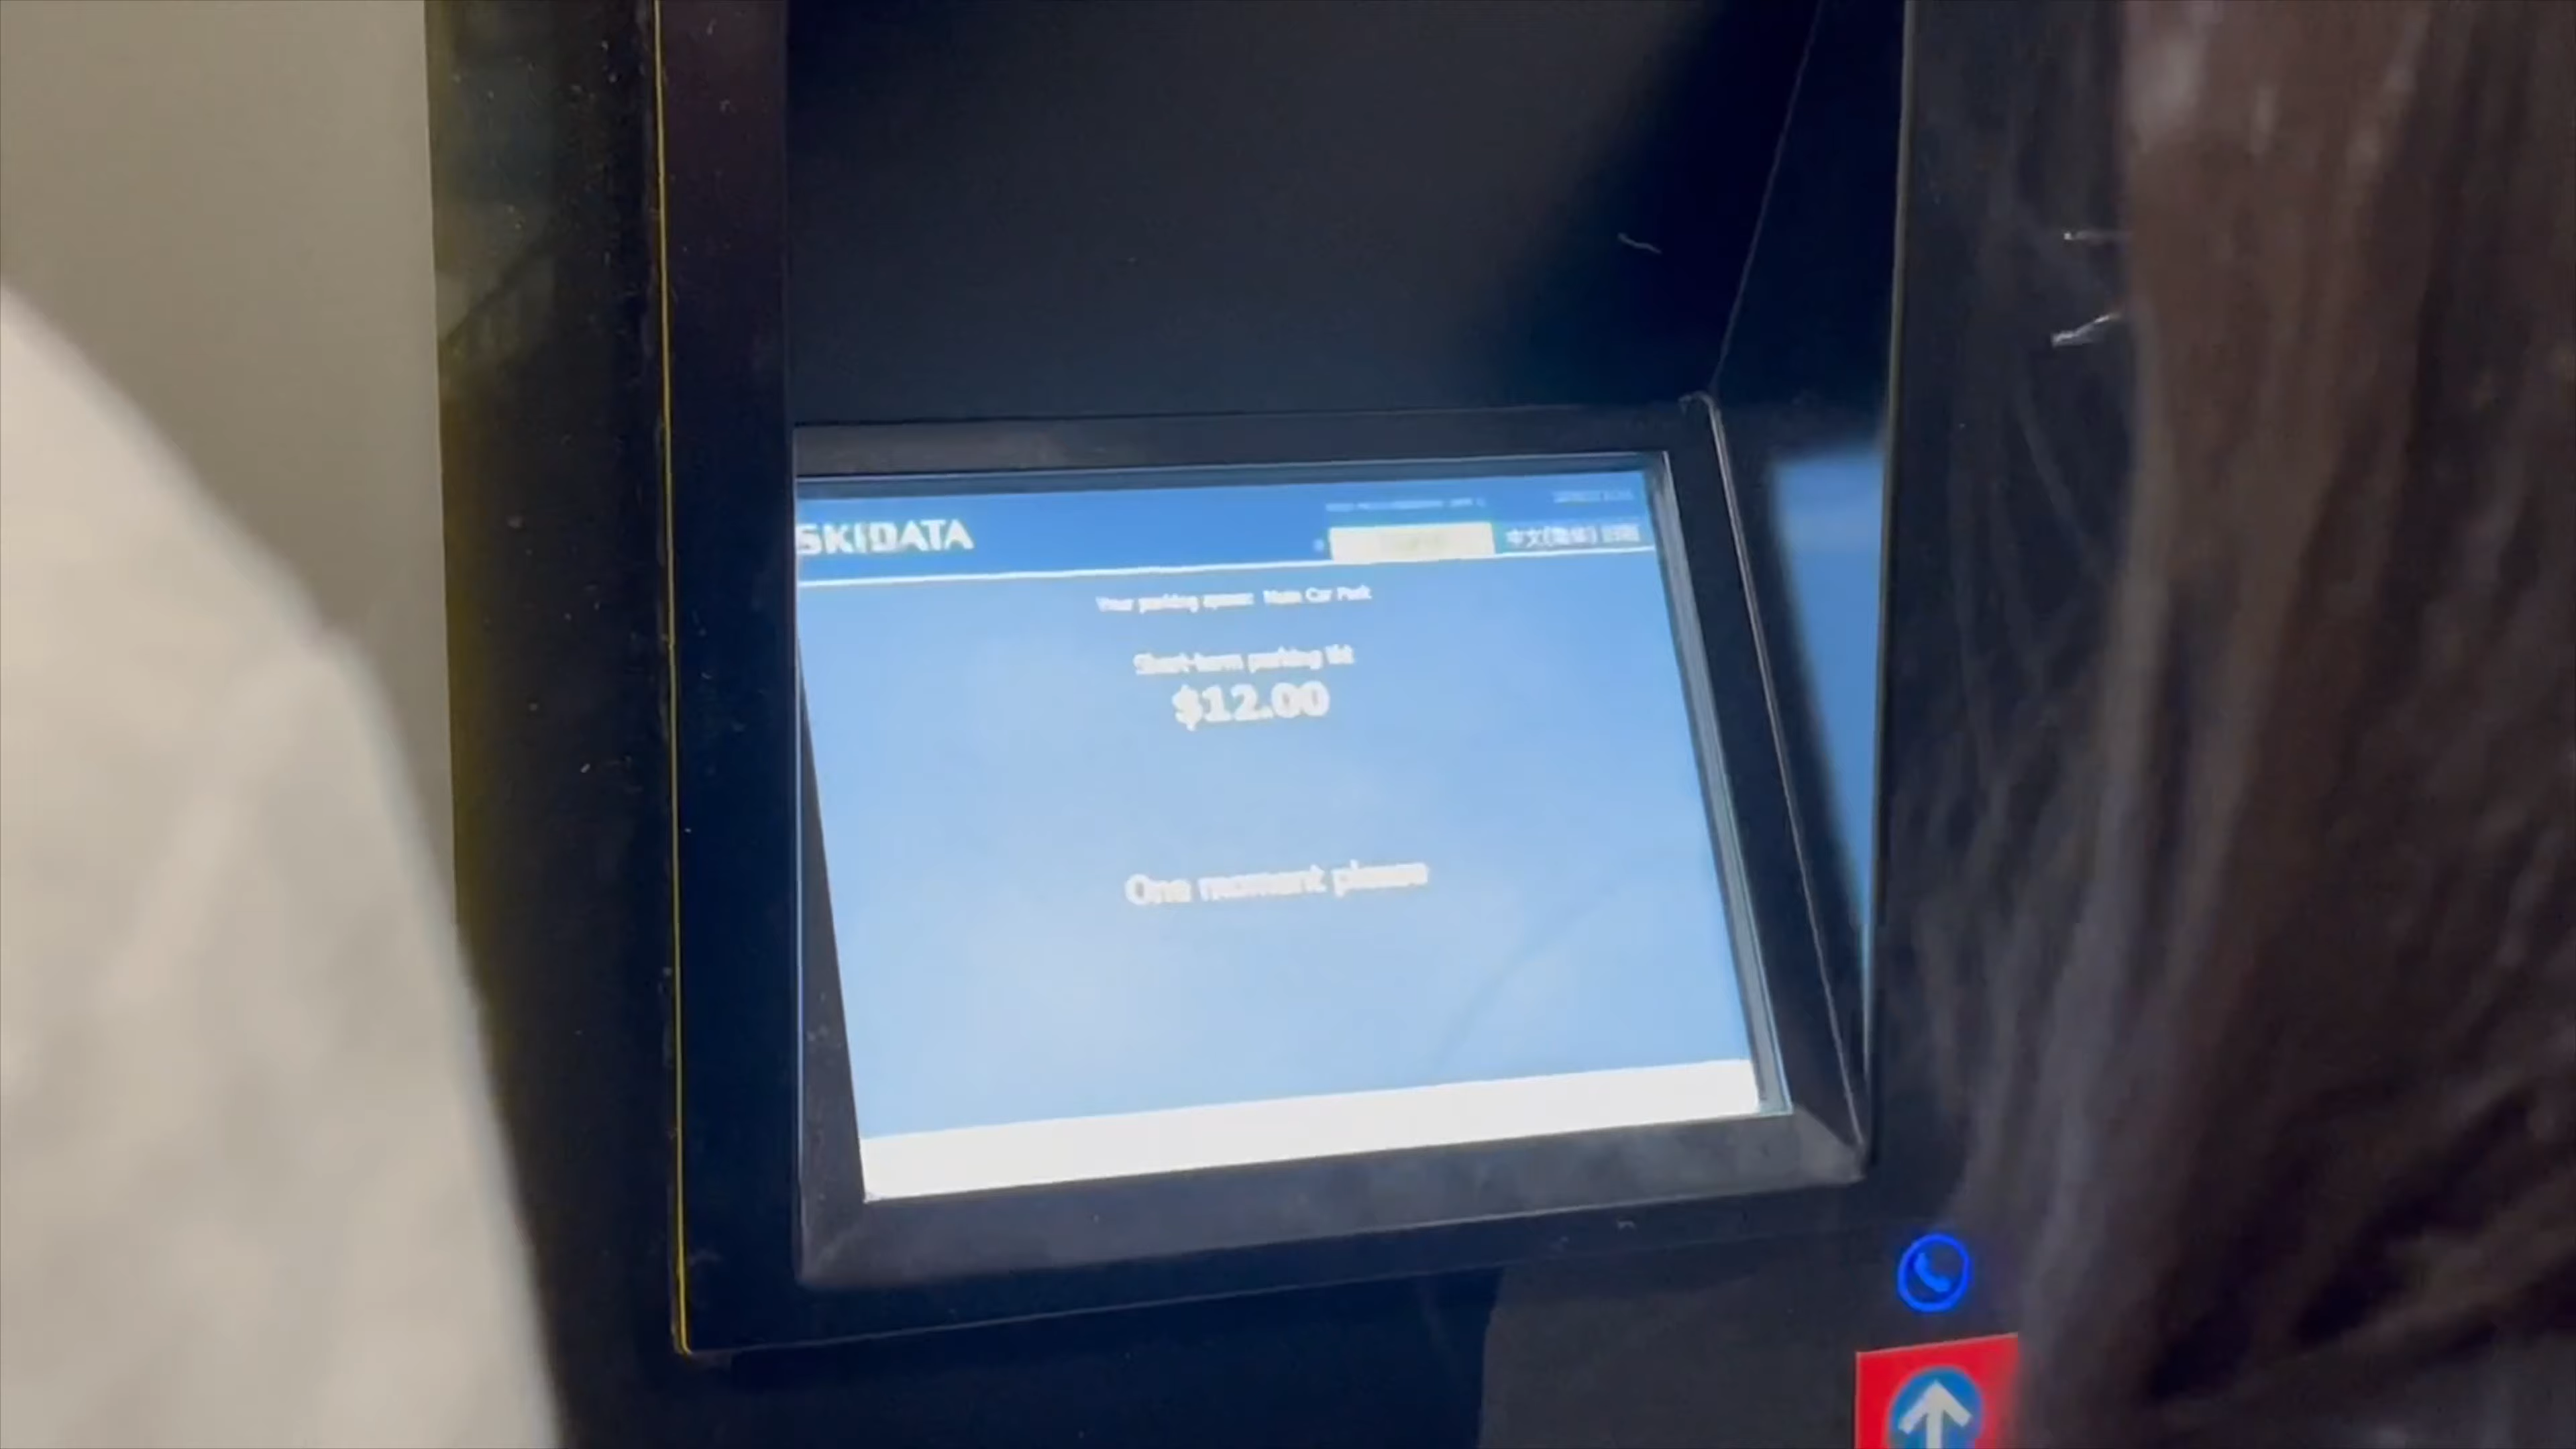 SKIDATA
中文(简体)
Your parking space: Main Car Park
Short-term parking tkt
$12.00
One moment please